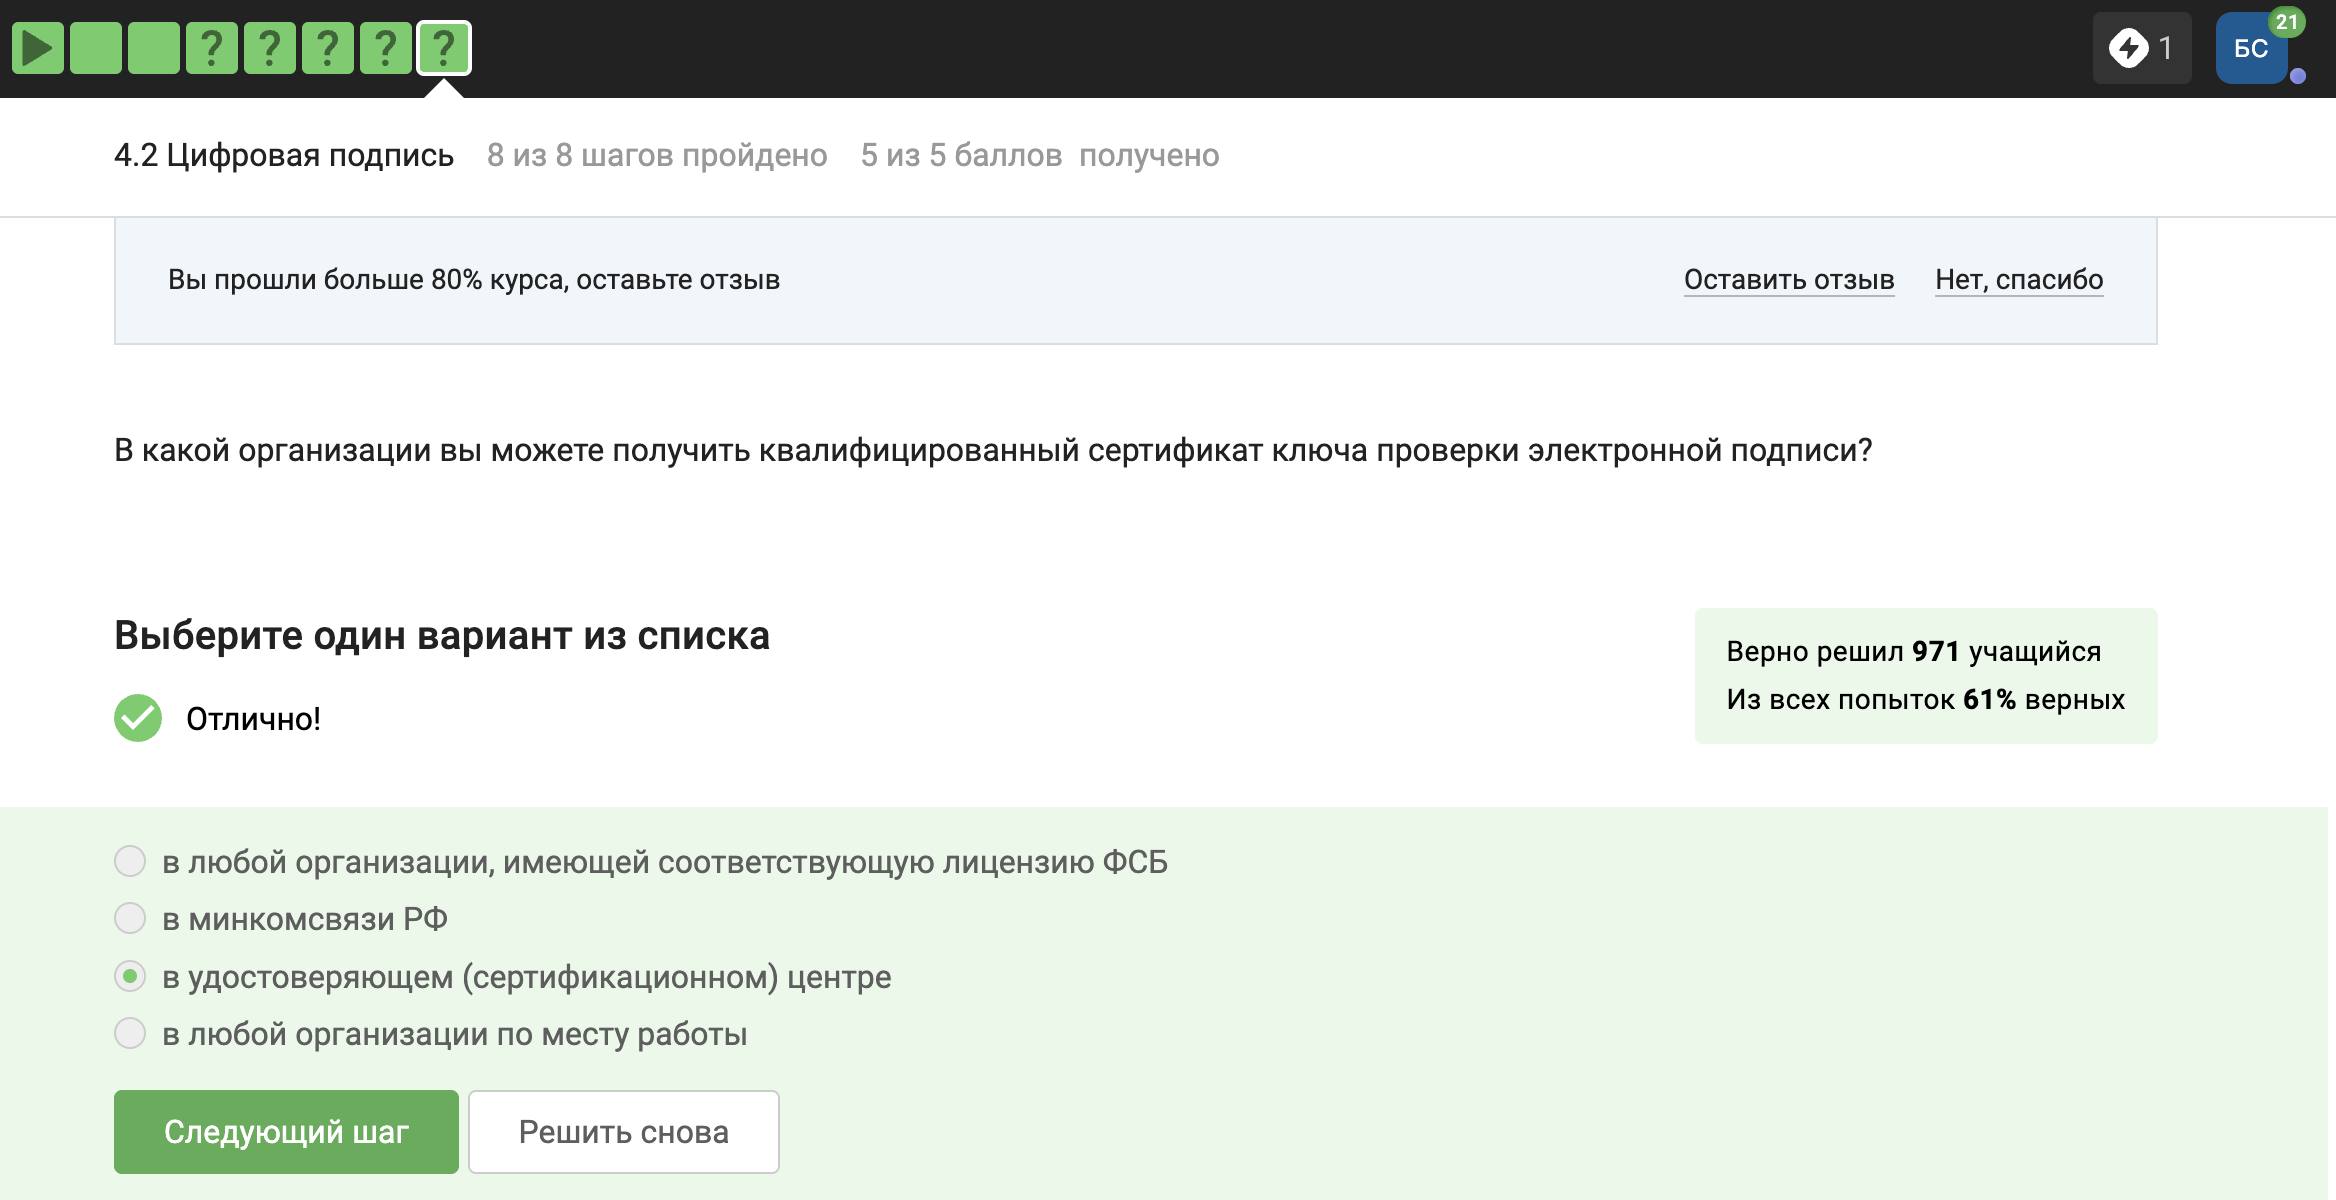 ? ? ? ? ?
1
БС
21
4.2 Цифровая подпись 8 из 8 шагов пройдено 5 из 5 баллов получено
Вы прошли больше 80% курса, оставьте отзыв Оставить отзыв Нет, спасибо
В какой организации вы можете получить квалифицированный сертификат ключа проверки электронной подписи?
Выберите один вариант из списка
Отлично!
Верно решил 971 учащийся
Из всех попыток 61% верных
в любой организации, имеющей соответствующую лицензию ФСБ
в минкомсвязи РФ
в удостоверяющем (сертификационном) центре
в любой организации по месту работы
Следующий шаг Решить снова